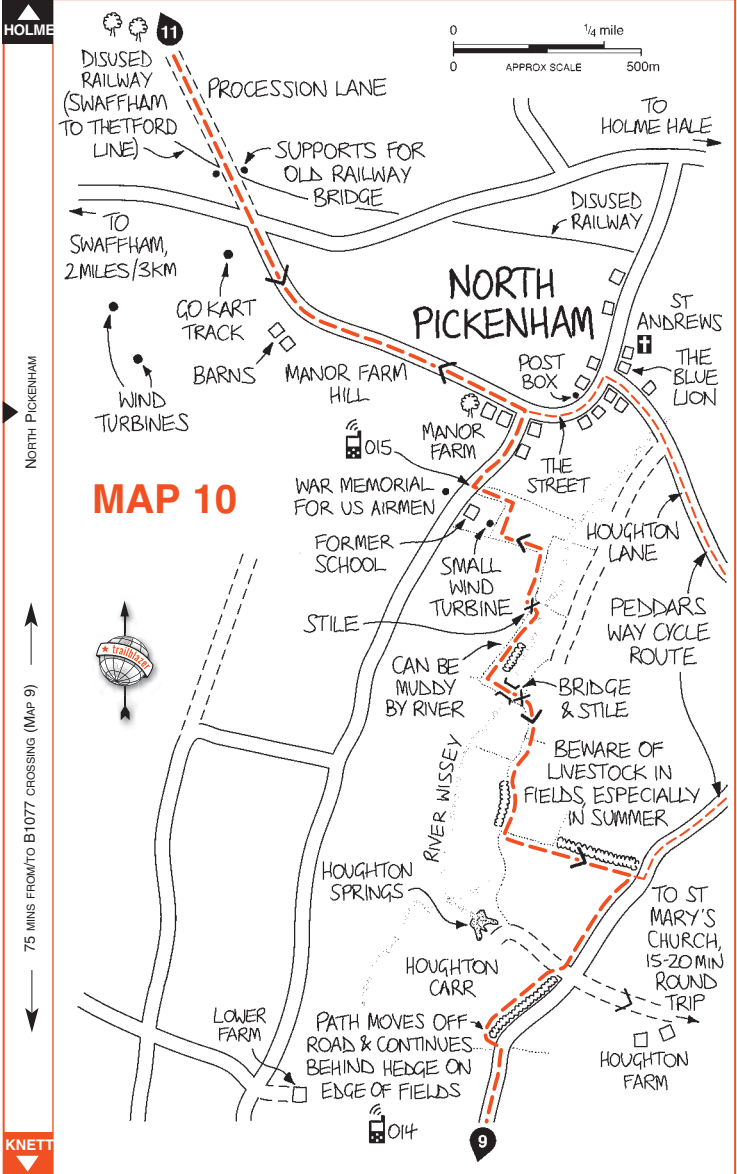 HOLME
11
0
1/4 mile
0
APPROX SCALE
500m
DISUSED
RAILWAY
(SWAFFHAM
TO THETFORD
LINE)
PROCESSION LANE
TO
HOLME HALE
SUPPORTS FOR
OLD RAILWAY
BRIDGE
DISUSED
RAILWAY
TO
SWAFFHAM,
2MILES/3KM
GO KART
TRACK
NORTH
PICKENHAM
ST
ANDREWS
THE
BLUE
LION
POST
BOX
BARNS
MANOR FARM
HILL
WIND
TURBINES
NORTH PICKENHAM
MANOR
FARM
THE
STREET
015
MAP 10
WAR MEMORIAL
FOR US AIRMEN
FORMER
SCHOOL
SMALL
WIND
TURBINE
HOUGHTON
LANE
STILE
PEDDARS
WAY CYCLE
ROUTE
trailblazer
CAN BE
MUDDY
BY RIVER
BRIDGE
& STILE
RIVER WISSEY
BEWARE OF
LIVESTOCK IN
FIELDS, ESPECIALLY
IN SUMMER
75 MINS FROM/TO B1077 CROSSING (MAP 9)
HOUGHTON
SPRINGS
TO ST
MARY'S
CHURCH,
15-20MIN
ROUND
TRIP
HOUGHTON
CARR
LOWER
FARM
PATH MOVES OFF
ROAD & CONTINUES
BEHIND HEDGE ON
EDGE OF FIELDS
HOUGHTON
FARM
014
9
KNETT